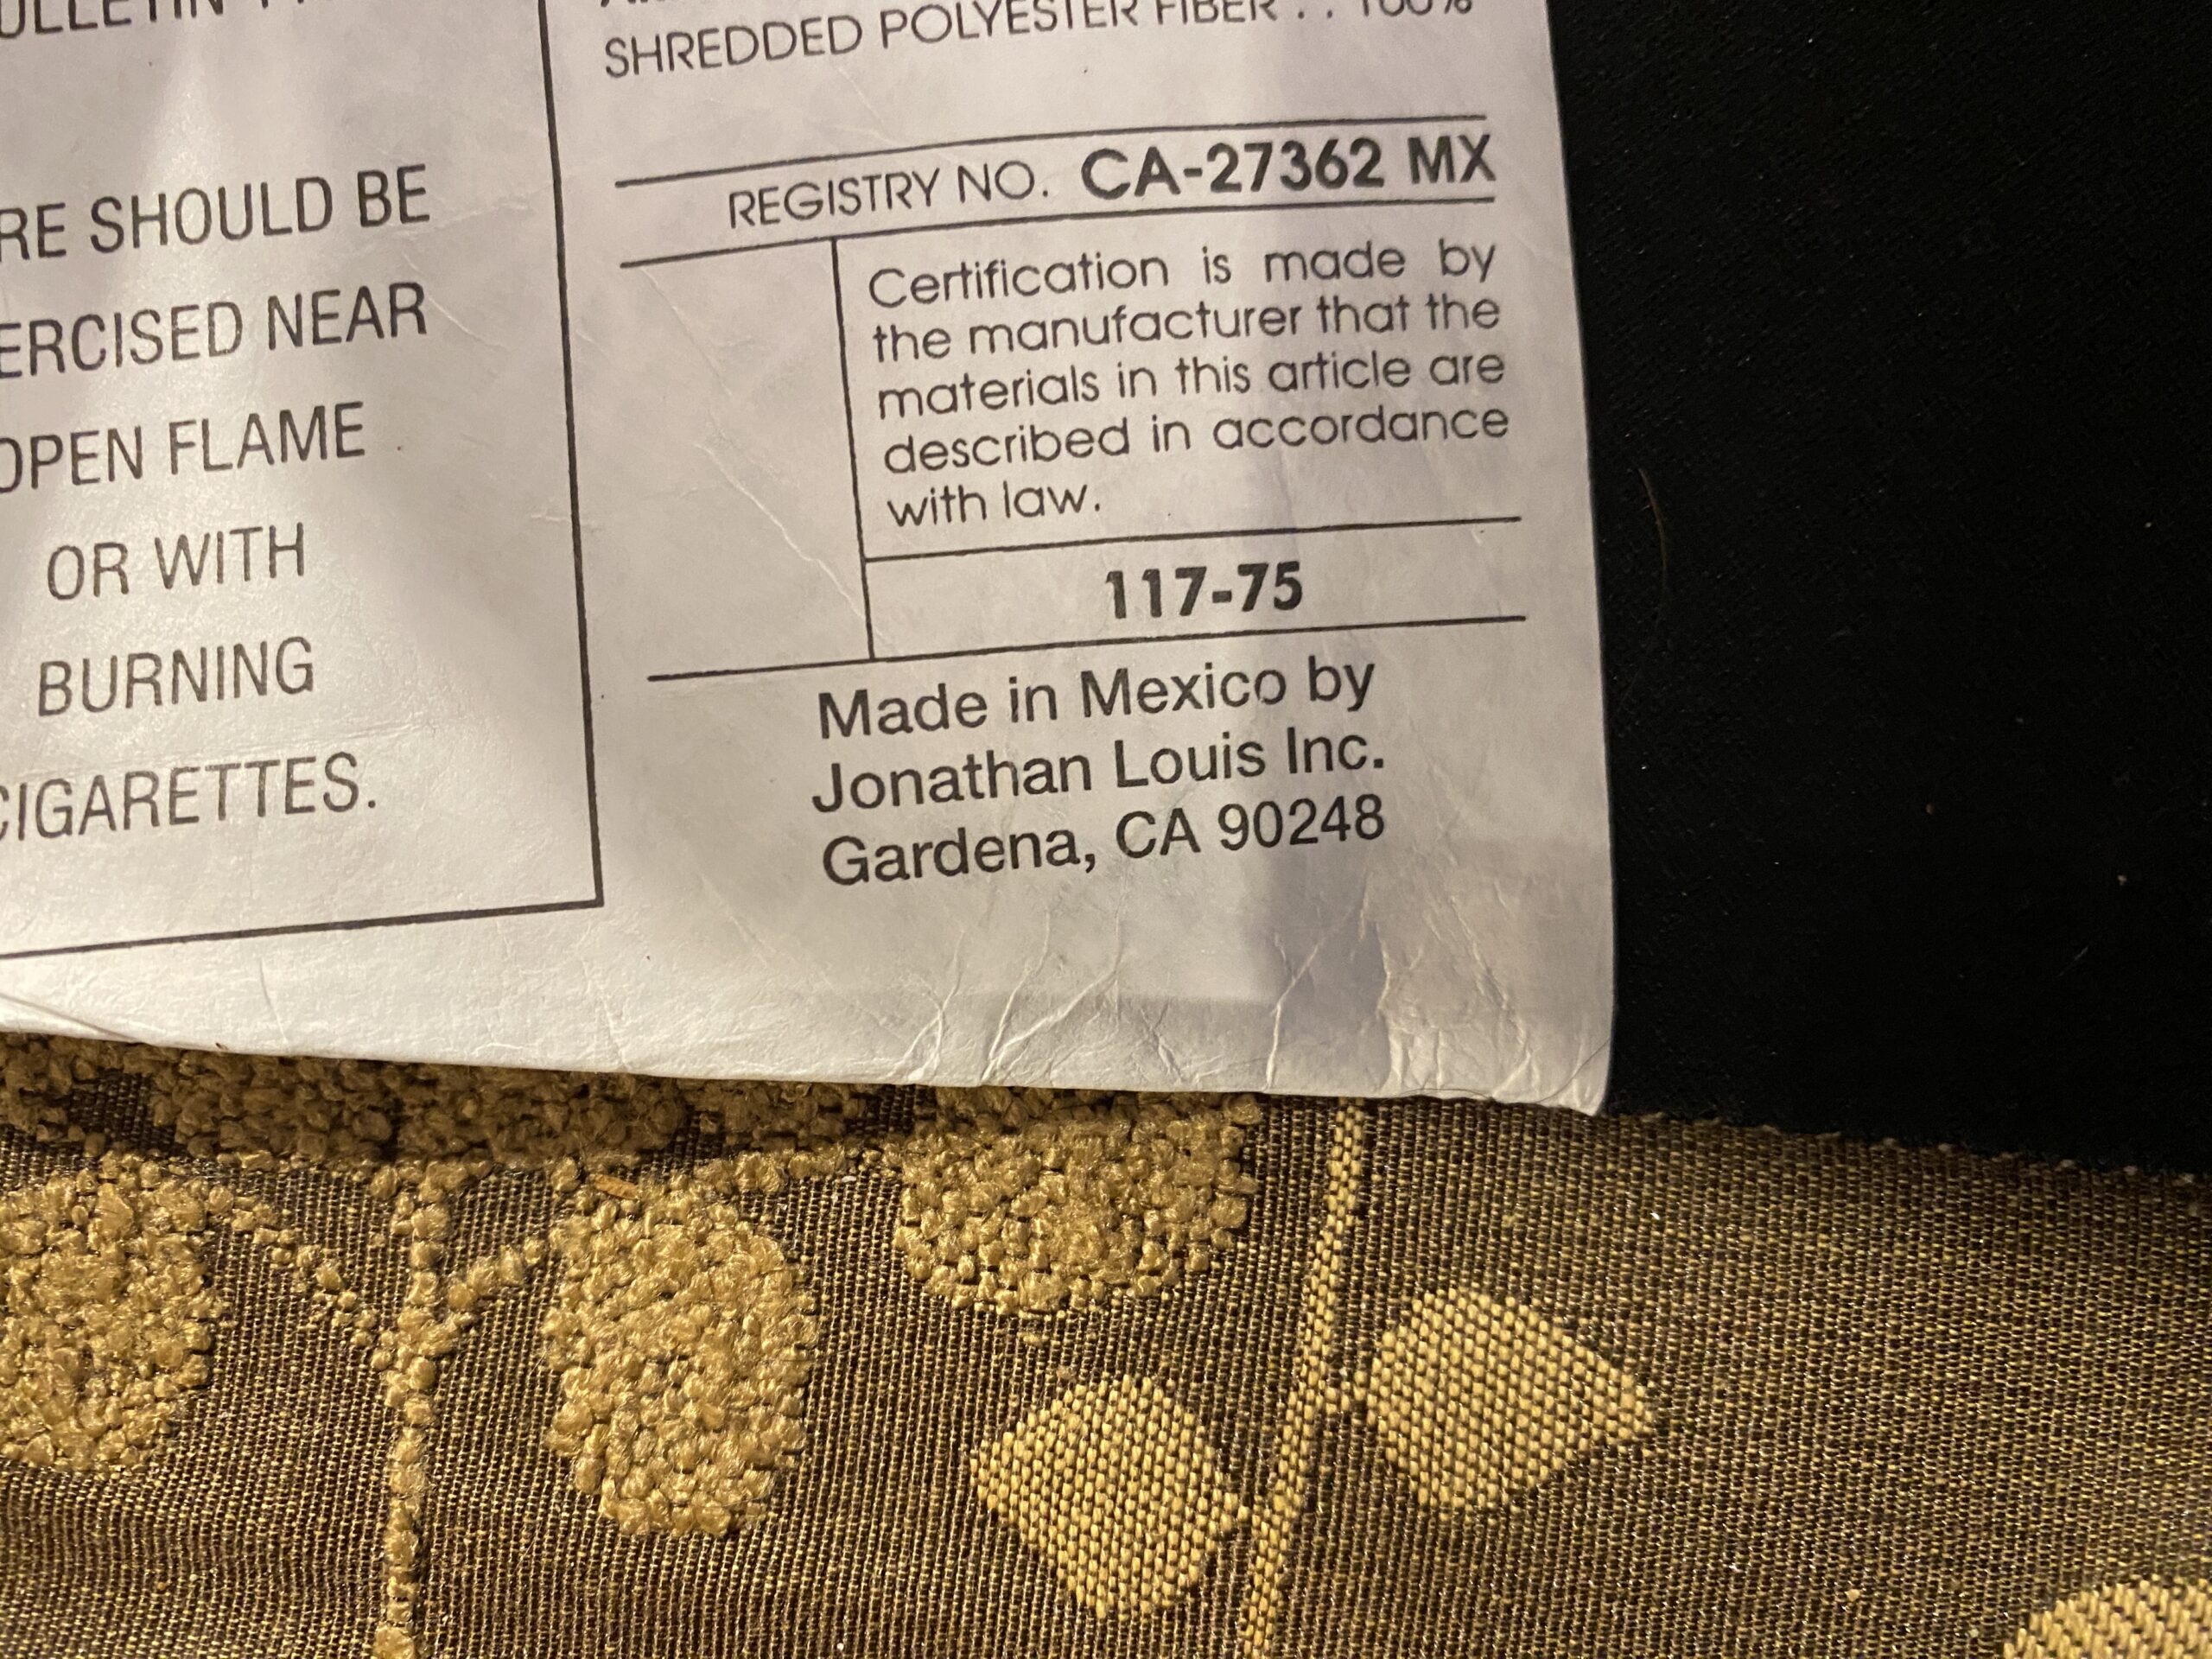 SHREDDED POLYESTER FIBER . . 100%
RE SHOULD BE
ERCISED NEAR
OPEN FLAME
OR WITH
BURNING
CIGARETTES.
REGISTRY NO. CA-27362 MX
Certification is made by
the manufacturer that the
materials in this article are
described in accordance
with law.
117-75
Made in Mexico by
Jonathan Louis Inc.
Gardena, CA 90248